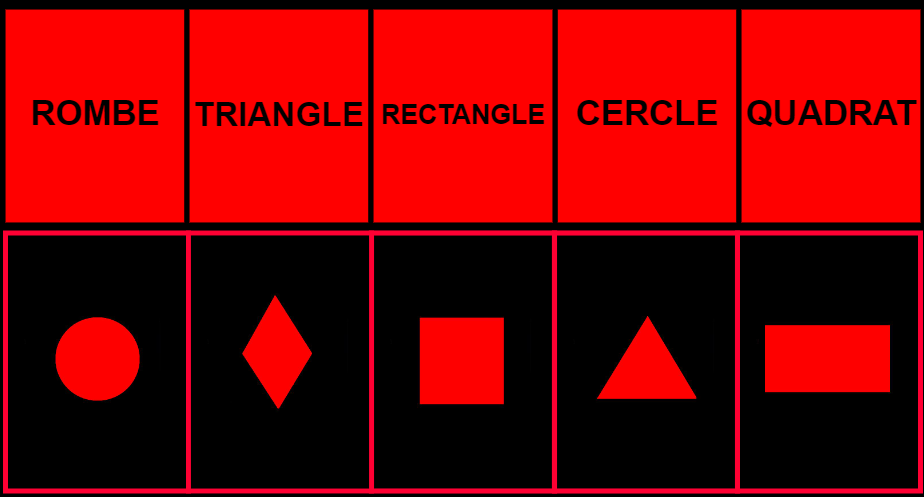 ROMBE
TRIANGLE
RECTANGLE
CERCLE
QUADRAT